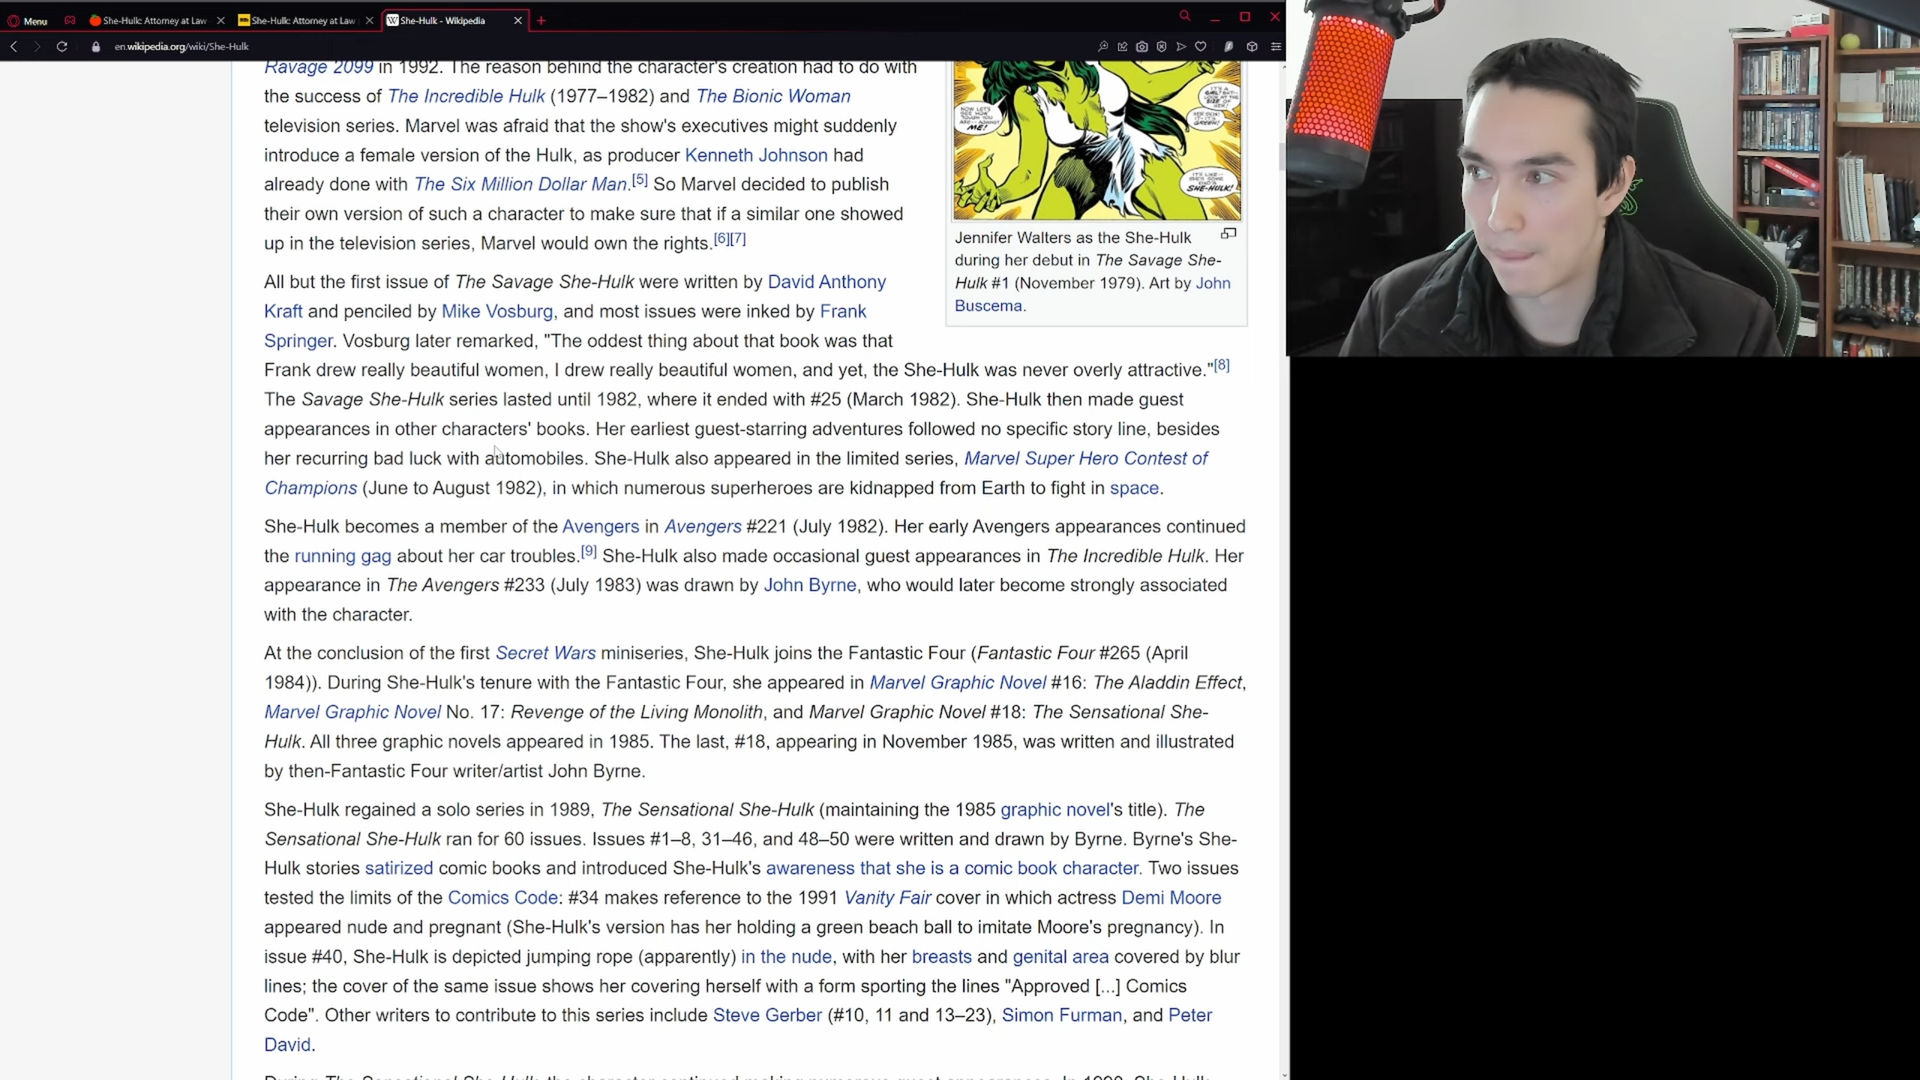 Menu
She-Hulk: Attorney at Law
She-Hulk: Attorney at Law
She-Hulk - Wikipedia
en.wikipedia.org/wiki/She-Hulk
Ravage 2099 in 1992. The reason behind the character's creation had to do with
the success of The Incredible Hulk (1977–1982) and The Bionic Woman
television series. Marvel was afraid that the show's executives might suddenly
introduce a female version of the Hulk, as producer Kenneth Johnson had
already done with The Six Million Dollar Man.[5] So Marvel decided to publish
their own version of such a character to make sure that if a similar one showed
up in the television series, Marvel would own the rights.[6][7]
NOW LET'S
SEE HOW
TOUGH YOU
ARE--AGAINST
ME!
IT'S A
GIRL! BUT--
LOOK AT THE
SIZE OF
HER!
IT'S LIKE--
SHE'S SOME
KIND'A
SHE-HULK!
Jennifer Walters as the She-Hulk
during her debut in The Savage She-
Hulk #1 (November 1979). Art by John
Buscema.
All but the first issue of The Savage She-Hulk were written by David Anthony
Kraft and penciled by Mike Vosburg, and most issues were inked by Frank
Springer. Vosburg later remarked, "The oddest thing about that book was that
Frank drew really beautiful women, I drew really beautiful women, and yet, the She-Hulk was never overly attractive."[8]
The Savage She-Hulk series lasted until 1982, where it ended with #25 (March 1982). She-Hulk then made guest
appearances in other characters' books. Her earliest guest-starring adventures followed no specific story line, besides
her recurring bad luck with automobiles. She-Hulk also appeared in the limited series, Marvel Super Hero Contest of
Champions (June to August 1982), in which numerous superheroes are kidnapped from Earth to fight in space.
She-Hulk becomes a member of the Avengers in Avengers #221 (July 1982). Her early Avengers appearances continued
the running gag about her car troubles.[9] She-Hulk also made occasional guest appearances in The Incredible Hulk. Her
appearance in The Avengers #233 (July 1983) was drawn by John Byrne, who would later become strongly associated
with the character.
At the conclusion of the first Secret Wars miniseries, She-Hulk joins the Fantastic Four (Fantastic Four #265 (April
1984)). During She-Hulk's tenure with the Fantastic Four, she appeared in Marvel Graphic Novel #16: The Aladdin Effect,
Marvel Graphic Novel No. 17: Revenge of the Living Monolith, and Marvel Graphic Novel #18: The Sensational She-
Hulk. All three graphic novels appeared in 1985. The last, #18, appearing in November 1985, was written and illustrated
by then-Fantastic Four writer/artist John Byrne.
She-Hulk regained a solo series in 1989, The Sensational She-Hulk (maintaining the 1985 graphic novel's title). The
Sensational She-Hulk ran for 60 issues. Issues #1–8, 31–46, and 48–50 were written and drawn by Byrne. Byrne's She-
Hulk stories satirized comic books and introduced She-Hulk's awareness that she is a comic book character. Two issues
tested the limits of the Comics Code: #34 makes reference to the 1991 Vanity Fair cover in which actress Demi Moore
appeared nude and pregnant (She-Hulk's version has her holding a green beach ball to imitate Moore's pregnancy). In
issue #40, She-Hulk is depicted jumping rope (apparently) in the nude, with her breasts and genital area covered by blur
lines; the cover of the same issue shows her covering herself with a form sporting the lines "Approved [...] Comics
Code". Other writers to contribute to this series include Steve Gerber (#10, 11 and 13–23), Simon Furman, and Peter
David.